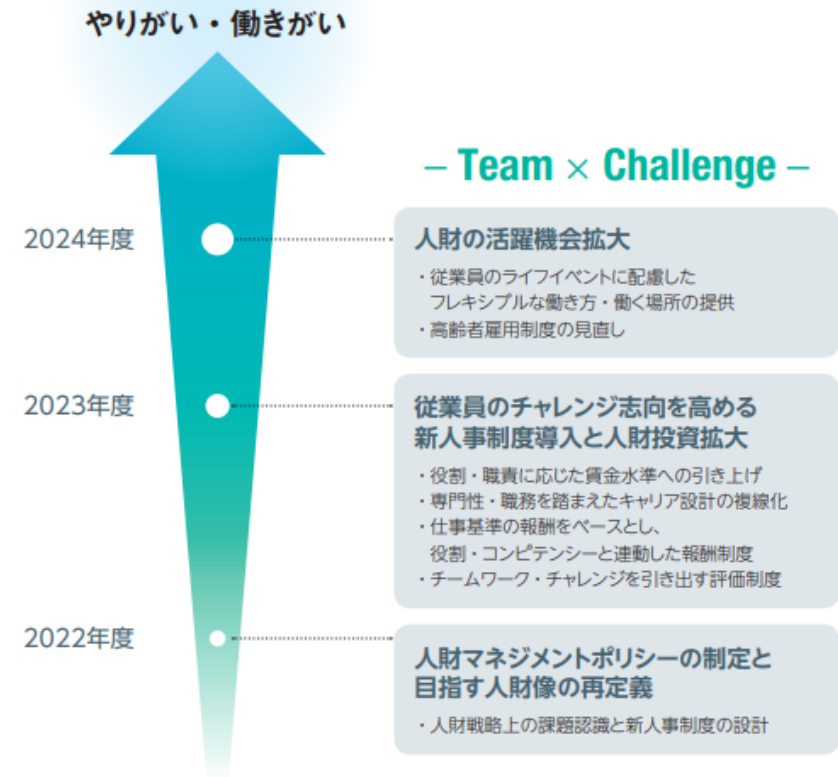 やりがい・働きがい
– Team × Challenge –
2024年度
人財の活躍機会拡大
・従業員のライフイベントに配慮した
フレキシブルな働き方・働く場所の提供
・高齢者雇用制度の見直し
2023年度
従業員のチャレンジ志向を高める
新人事制度導入と人財投資拡大
・役割・職責に応じた賃金水準への引き上げ
・専門性・職務を踏まえたキャリア設計の複線化
・仕事基準の報酬をベースとし、
役割・コンピテンシーと連動した報酬制度
・チームワーク・チャレンジを引き出す評価制度
2022年度
人財マネジメントポリシーの制定と
目指す人財像の再定義
・人財戦略上の課題認識と新人事制度の設計